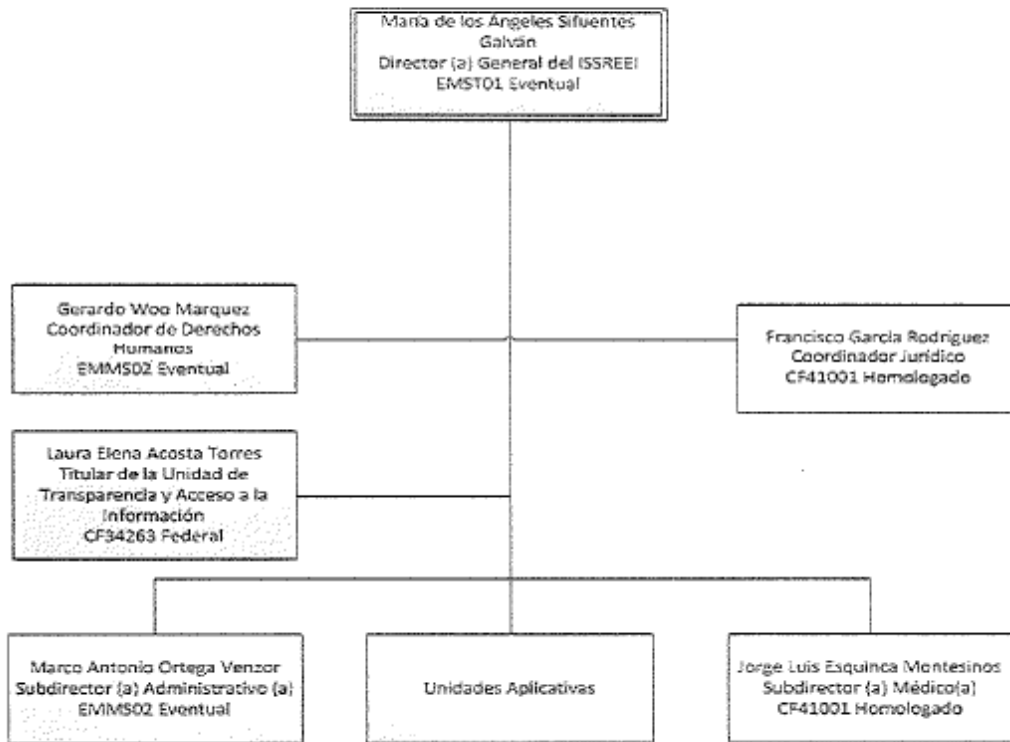 María de los Ángeles Sifuentes
Galván
Director (a) General del ISSREEI
EMST01 Eventual
Gerardo Woo Marquez
Coordinador de Derechos
Humanos
EMMS02 Eventual
Francisco García Rodríguez
Coordinador Jurídico
CF41001 Homologado
Laura Elena Acosta Torres
Titular de la Unidad de
Transparencia y Acceso a la
Información
CF34263 Federal
Marco Antonio Ortega Venzor
Subdirector (a) Administrativo (a)
EMMS02 Eventual
Unidades Aplicativas
Jorge Luis Esquinca Montesinos
Subdirector (a) Médico(a)
CF41001 Homologado